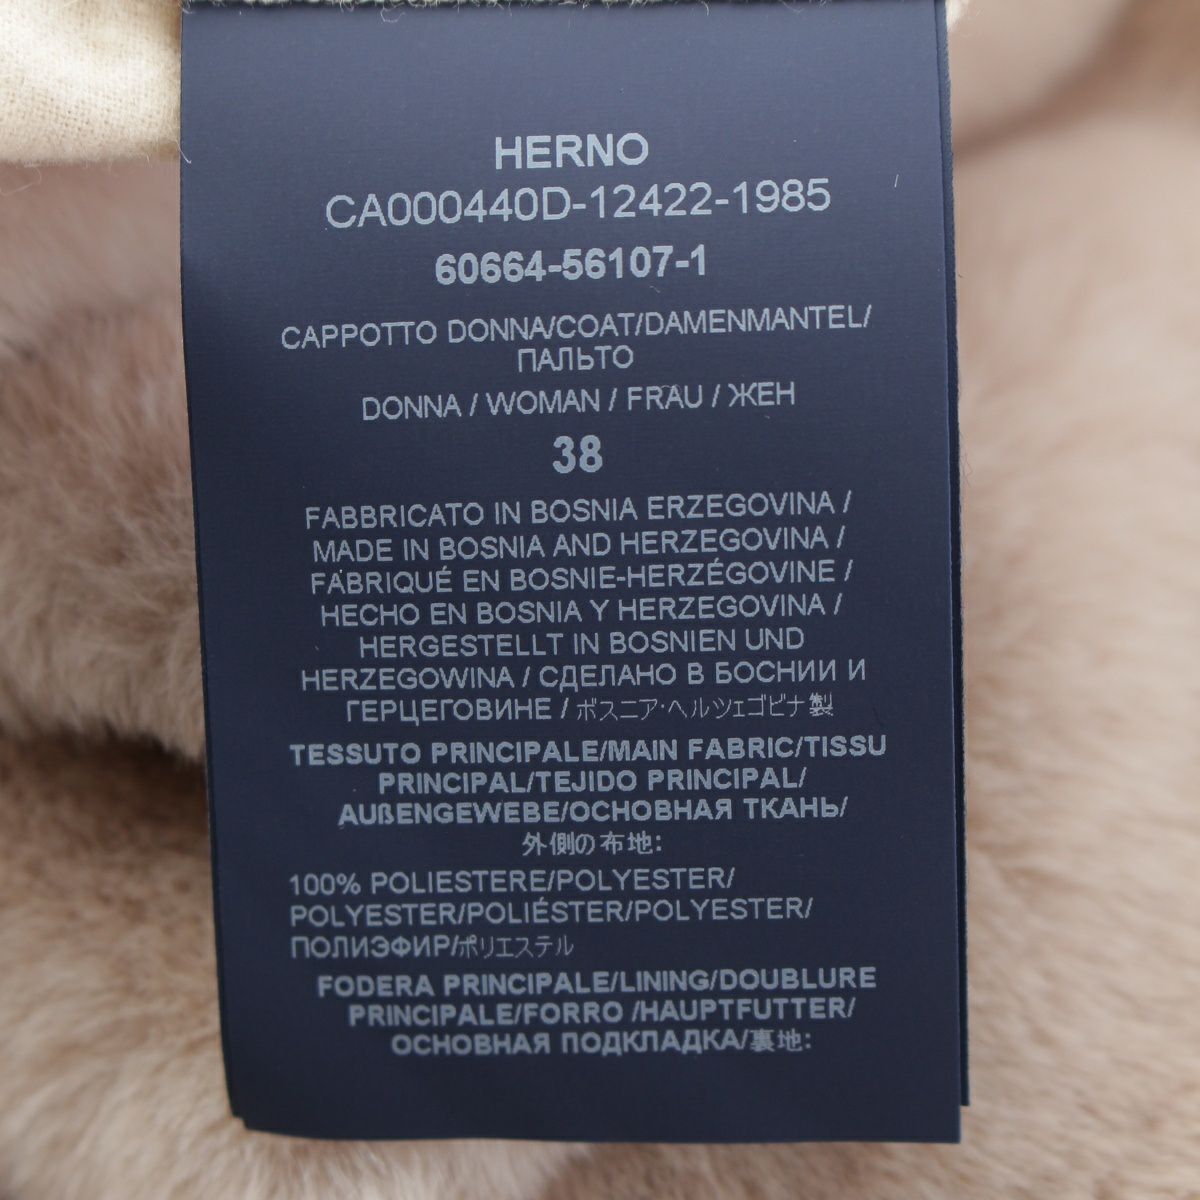 HERNO
CA000440D-12422-1985
60664-56107-1
CAPPOTTO DONNA/COAT/DAMENMANTEL/
ПАЛЬТО
DONNA / WOMAN / FRAU / ЖЕН
38
FABBRICATO IN BOSNIA ERZEGOVINA /
MADE IN BOSNIA AND HERZEGOVINA /
FABRIQUÉ EN BOSNIE-HERZÉGOVINE /
HECHO EN BOSNIA Y HERZEGOVINA /
HERGESTELLT IN BOSNIEN UND
HERZEGOWINA / СДЕЛАНО В БОСНИИ И
ГЕРЦЕГОВИНЕ / ボスニア・ヘルツェゴビナ製
TESSUTO PRINCIPALE/MAIN FABRIC/TISSU
PRINCIPAL/TEJIDO PRINCIPAL/
AUßENGEWEBE/ОСНОВНАЯ ТКАНЬ/
外側の布地:
100% POLIESTERE/POLYESTER/
POLYESTER/POLIÉSTER/POLYESTER/
ПОЛИЭФИР/ポリエステル
FODERA PRINCIPALE/LINING/DOUBLURE
PRINCIPALE/FORRO /HAUPTFUTTER/
ОСНОВНАЯ ПОДКЛАДКА/裏地: